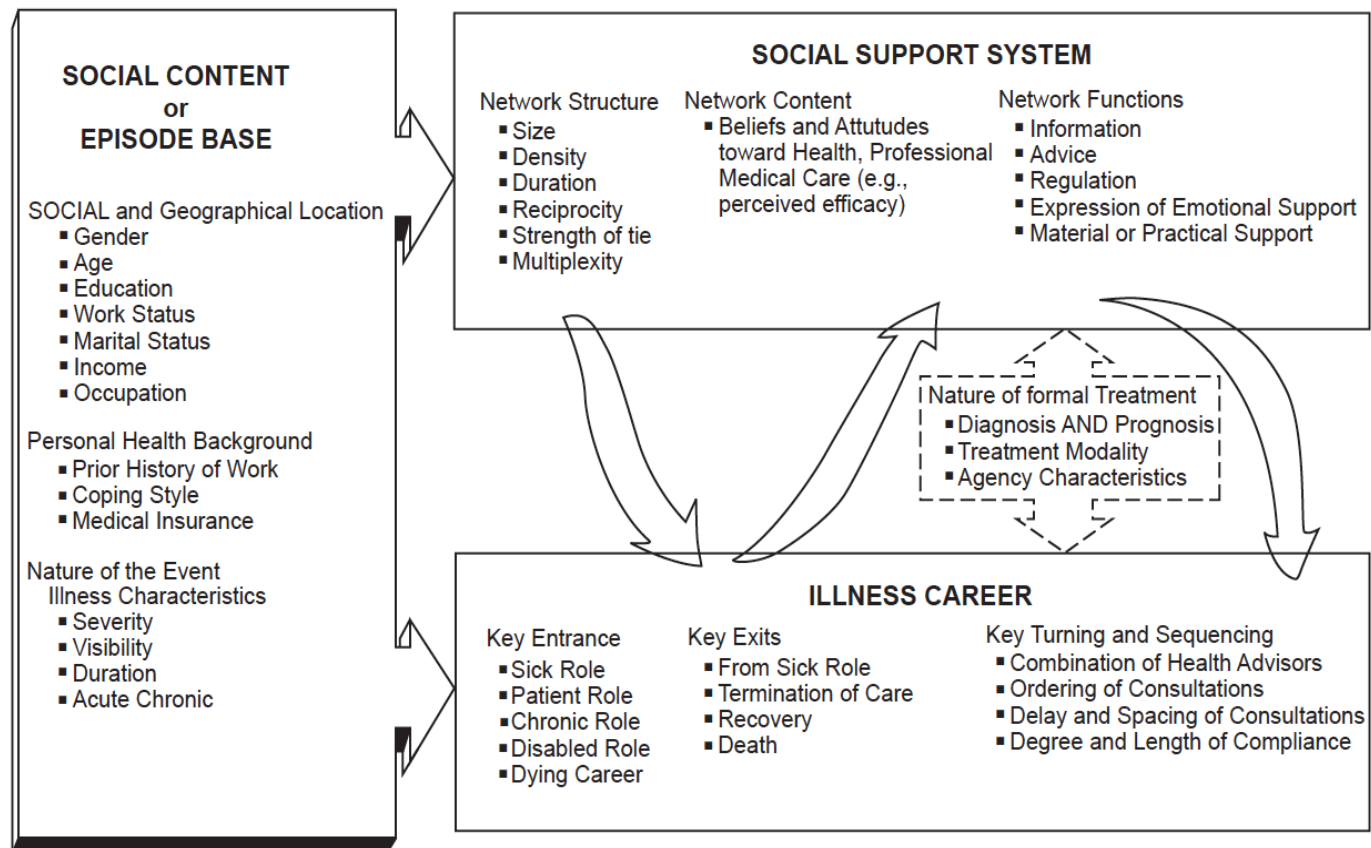 SOCIAL CONTENT
or
EPISODE BASE
SOCIAL and Geographical Location
▪ Gender
▪ Age
▪ Education
▪ Work Status
▪ Marital Status
▪ Income
▪ Occupation
Personal Health Background
▪ Prior History of Work
▪ Coping Style
▪ Medical Insurance
Nature of the Event
Illness Characteristics
▪ Severity
▪ Visibility
▪ Duration
▪ Acute Chronic
SOCIAL SUPPORT SYSTEM
Network Structure
▪ Size
▪ Density
▪ Duration
▪ Reciprocity
▪ Strength of tie
▪ Multiplexity
Network Content
▪ Beliefs and Attutudes
toward Health, Professional
Medical Care (e.g.,
perceived efficacy)
Network Functions
▪ Information
▪ Advice
▪ Regulation
▪ Expression of Emotional Support
▪ Material or Practical Support
Nature of formal Treatment
▪ Diagnosis AND Prognosis
▪ Treatment Modality
▪ Agency Characteristics
ILLNESS CAREER
Key Entrance
▪ Sick Role
▪ Patient Role
▪ Chronic Role
▪ Disabled Role
▪ Dying Career
Key Exits
▪ From Sick Role
▪ Termination of Care
▪ Recovery
▪ Death
Key Turning and Sequencing
▪ Combination of Health Advisors
▪ Ordering of Consultations
▪ Delay and Spacing of Consultations
▪ Degree and Length of Compliance